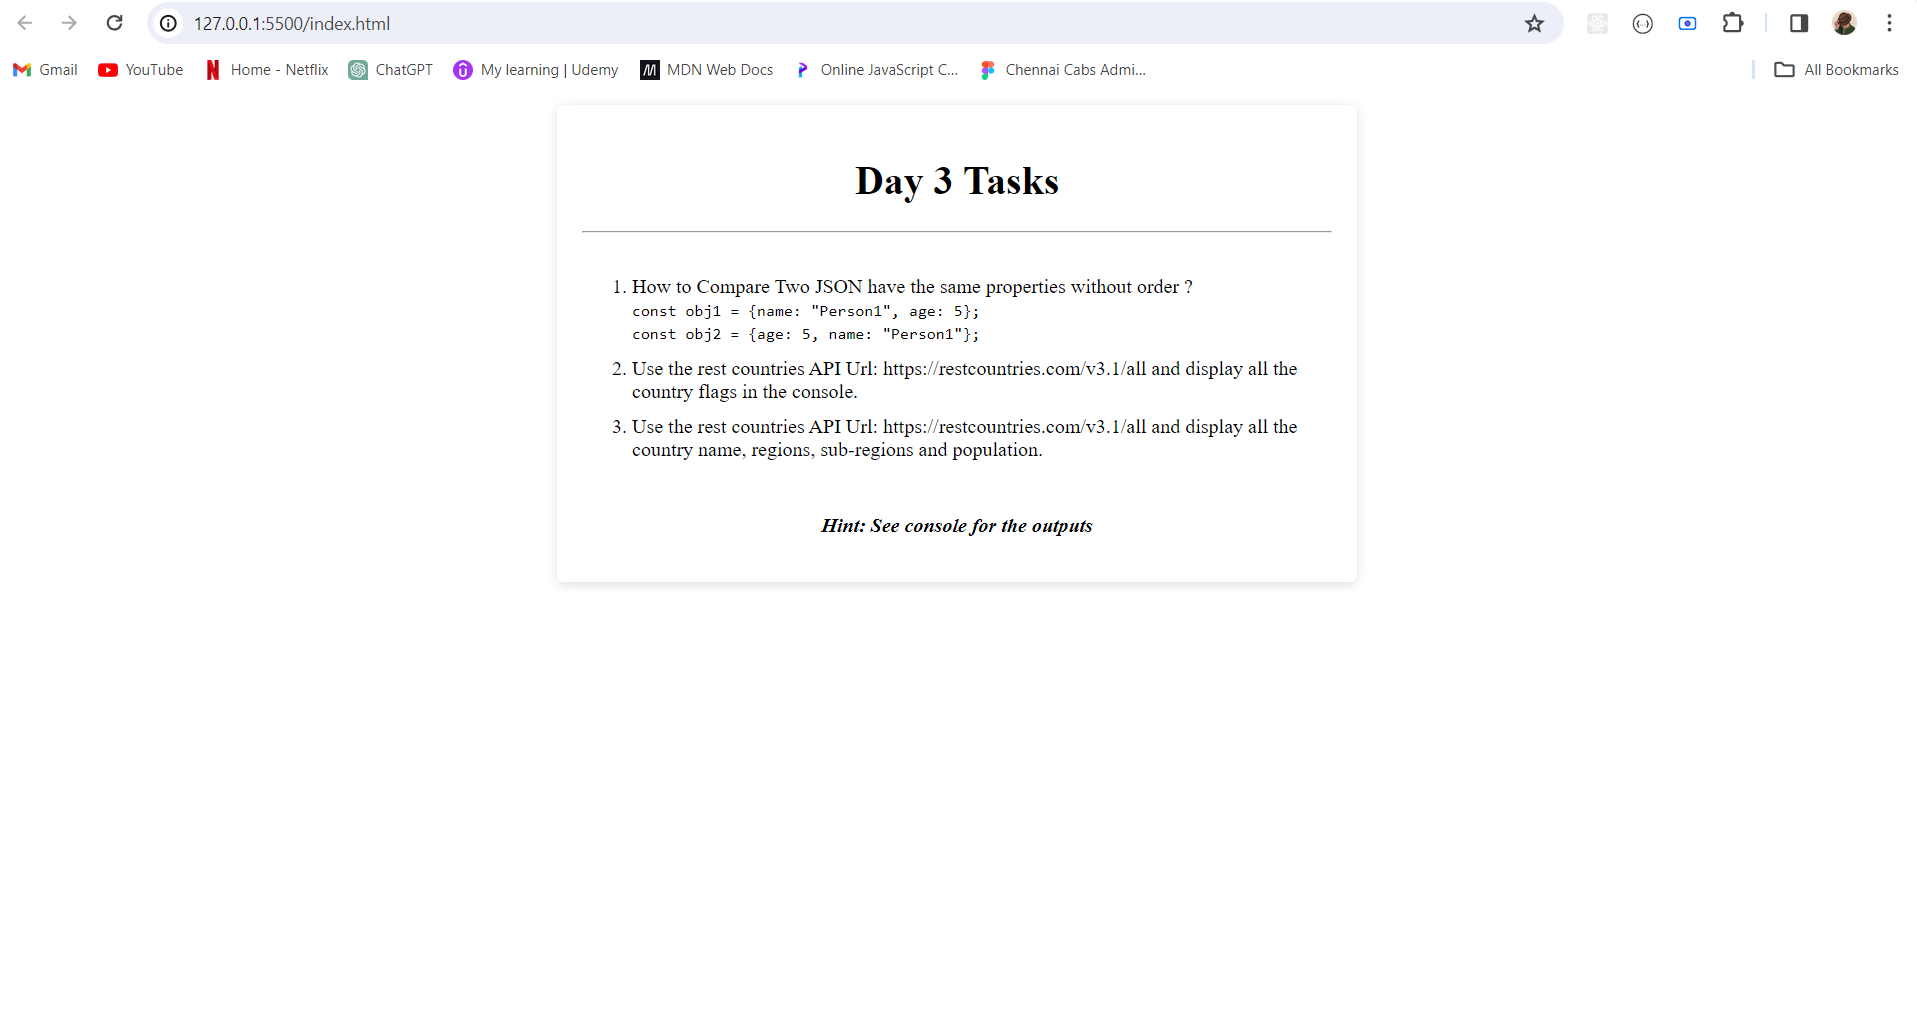 127.0.0.1:5500/index.html
Gmail YouTube Home - Netflix ChatGPT My learning | Udemy MDN Web Docs Online JavaScript C... Chennai Cabs Admi... All Bookmarks
Day 3 Tasks
1. How to Compare Two JSON have the same properties without order ?
const obj1 = {name: "Person1", age: 5};
const obj2 = {age: 5, name: "Person1"};
2. Use the rest countries API Url: https://restcountries.com/v3.1/all and display all the
country flags in the console.
3. Use the rest countries API Url: https://restcountries.com/v3.1/all and display all the
country name, regions, sub-regions and population.
Hint: See console for the outputs